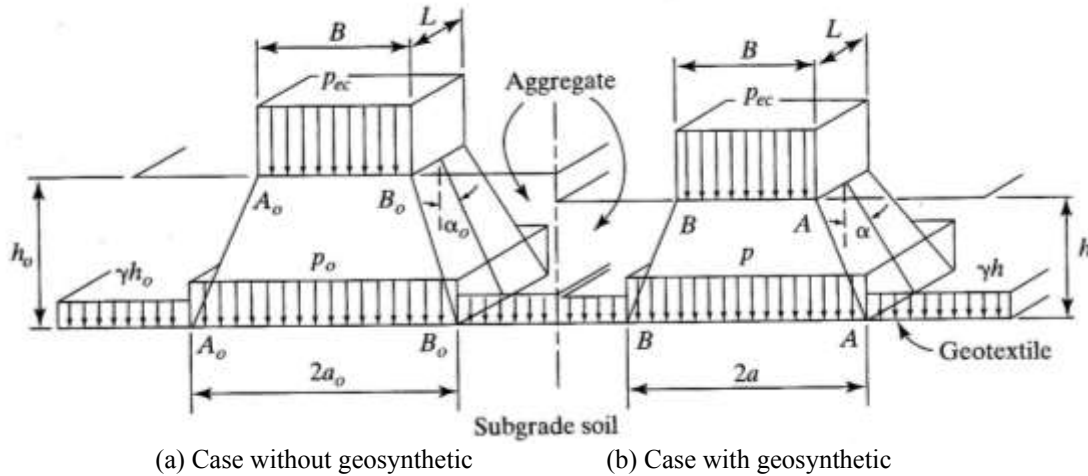 B
L
p_ec
Aggregate
B
L
p_ec
A_o
B_o
α_o
B
A
α
h_o
γh_o
p_o
p
γh
h
A_o
B_o
B
A
Geotextile
2a_o
2a
Subgrade soil
(a) Case without geosynthetic
(b) Case with geosynthetic